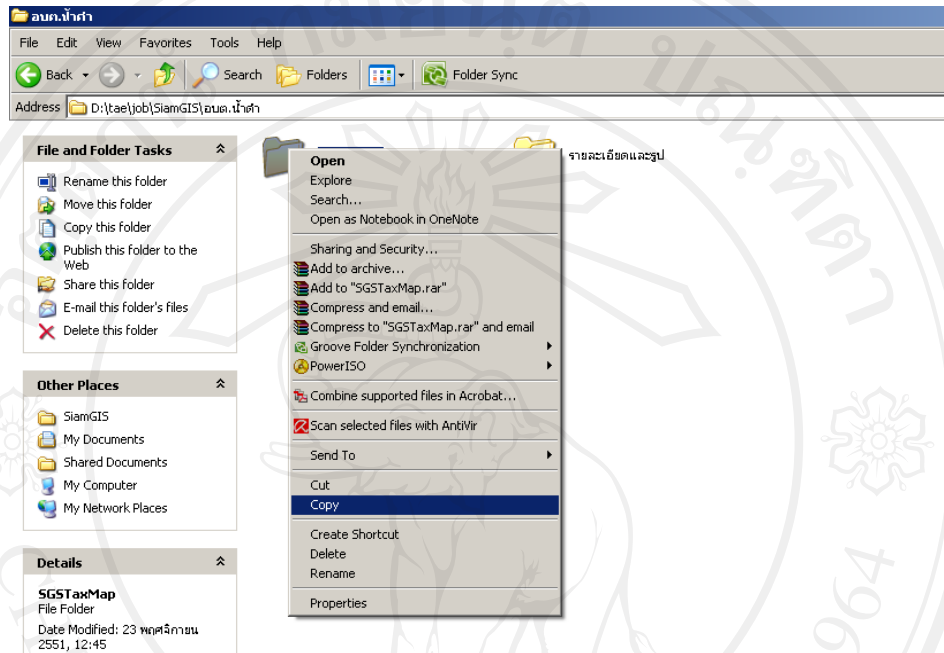 อบต.น้ำคำ
File Edit View Favorites Tools Help
Back Search Folders Folder Sync
Address D:\tae\job\SiamGIS\อบต.น้ำคำ
File and Folder Tasks
Rename this folder
Move this folder
Copy this folder
Publish this folder to the
Web
Share this folder
E-mail this folder's files
Delete this folder
Other Places
SiamGIS
My Documents
Shared Documents
My Computer
My Network Places
Details
SGSTaxMap
File Folder
Date Modified: 23 พฤศจิกายน
2551, 12:45
Open
Explore
Search...
Open as Notebook in OneNote
Sharing and Security...
Add to archive...
Add to "SGSTaxMap.rar"
Compress and email...
Compress to "SGSTaxMap.rar" and email
Groove Folder Synchronization
PowerISO
Combine supported files in Acrobat...
Scan selected files with AntiVir
Send To
Cut
Copy
Create Shortcut
Delete
Rename
Properties
รายละเอียดและรูป
964